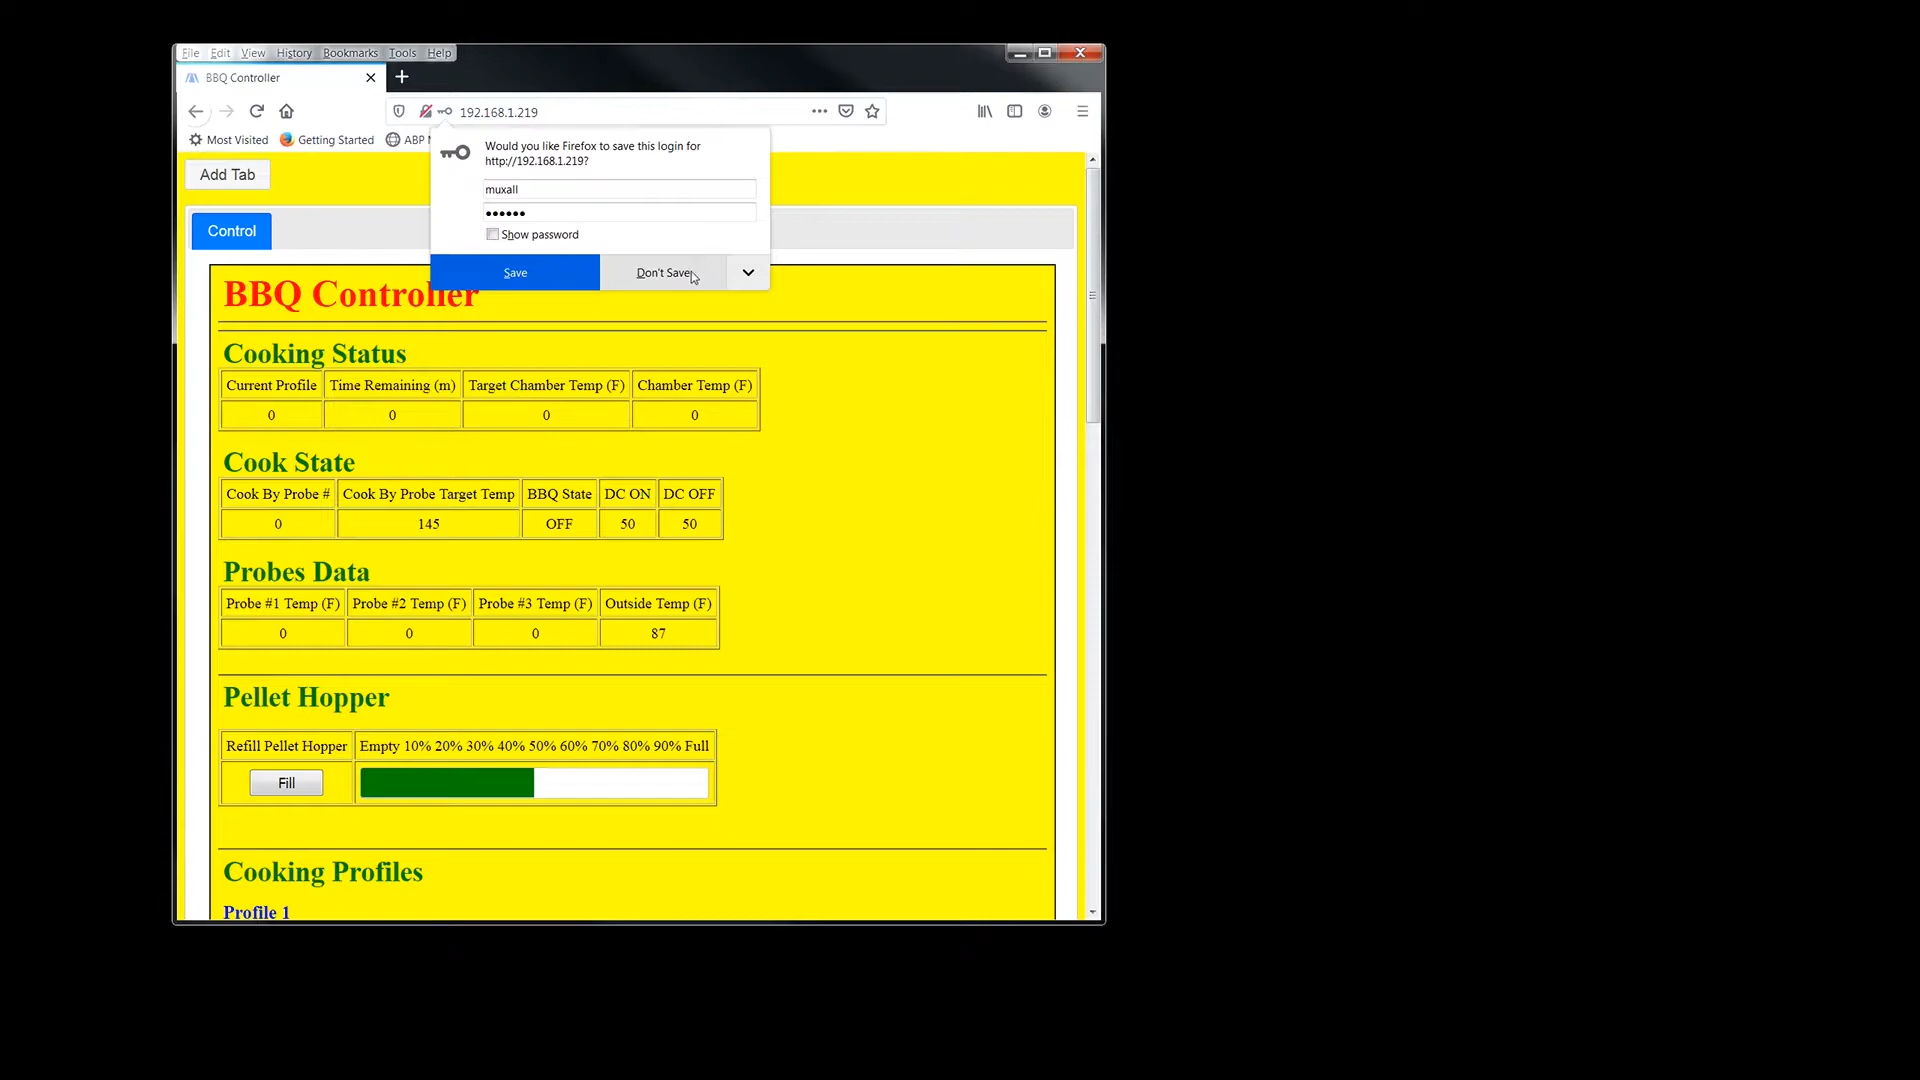 File Edit View History Bookmarks Tools Help
BBQ Controller
192.168.1.219
Most Visited Getting Started ABP
Would you like Firefox to save this login for
http://192.168.1.219?
muxall
••••••
Show password
Save Don't Save
Add Tab
Control
BBQ Controller
Cooking Status
Current Profile Time Remaining (m) Target Chamber Temp (F) Chamber Temp (F)
0 0 0 0
Cook State
Cook By Probe # Cook By Probe Target Temp BBQ State DC ON DC OFF
0 145 OFF 50 50
Probes Data
Probe #1 Temp (F) Probe #2 Temp (F) Probe #3 Temp (F) Outside Temp (F)
0 0 0 87
Pellet Hopper
Refill Pellet Hopper Empty 10% 20% 30% 40% 50% 60% 70% 80% 90% Full
Fill
Cooking Profiles
Profile 1